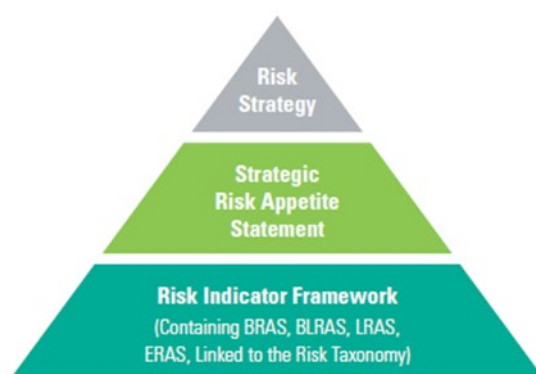 Risk
Strategy
Strategic
Risk Appetite
Statement
Risk Indicator Framework
(Containing BRAS, BLRAS, LRAS,
ERAS, Linked to the Risk Taxonomy)